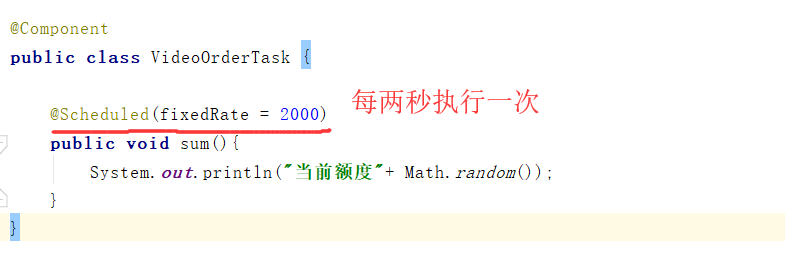 @Component
public class VideoOrderTask {
@Scheduled(fixedRate = 2000) 每两秒执行一次
public void sum(){
System.out.println("当前额度"+ Math.random());
}
}